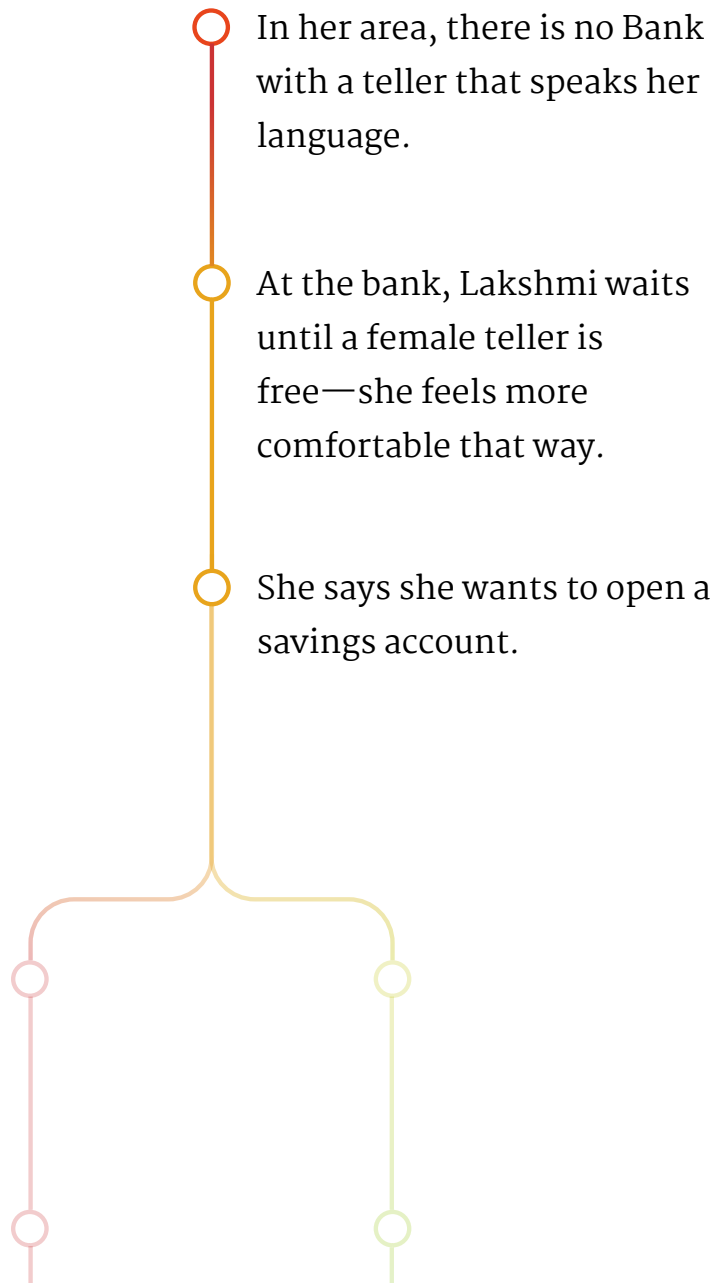 In her area, there is no Bank
with a teller that speaks her
language.
At the bank, Lakshmi waits
until a female teller is
free—she feels more
comfortable that way.
She says she wants to open a
savings account.